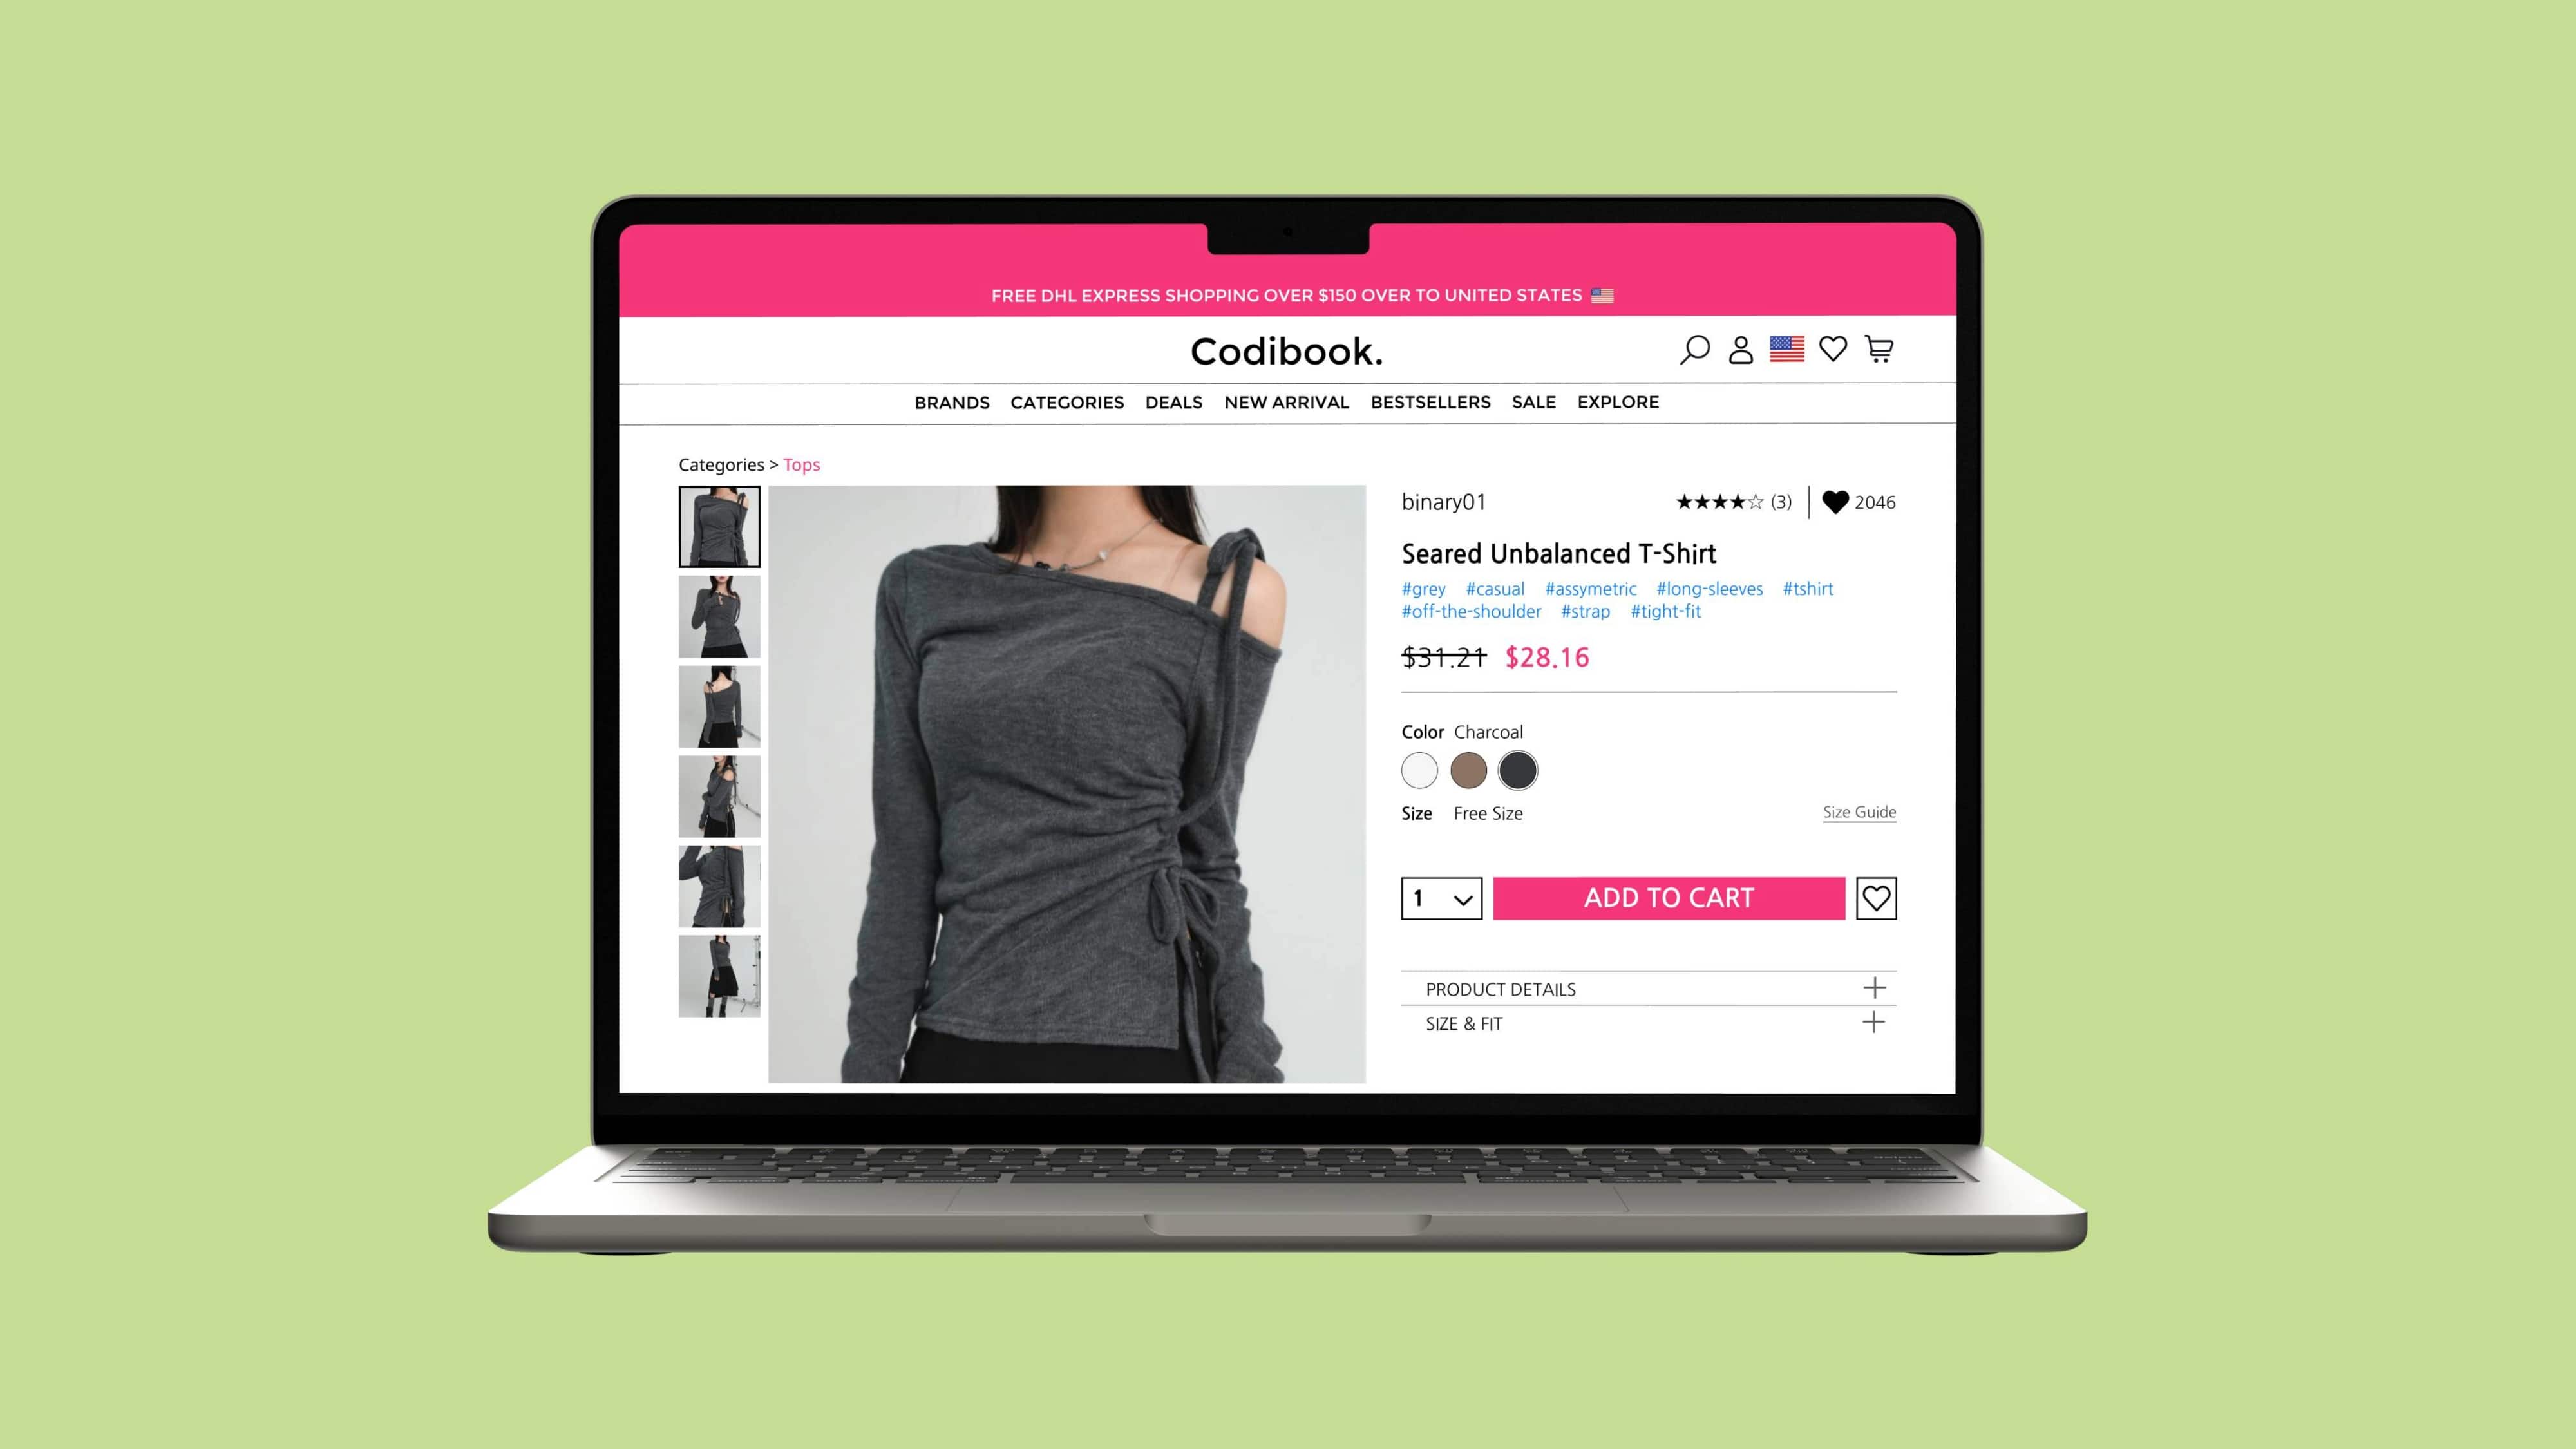 FREE DHL EXPRESS SHOPPING OVER $150 OVER TO UNITED STATES
Codibook.
BRANDS CATEGORIES DEALS NEW ARRIVAL BESTSELLERS SALE EXPLORE
Categories > Tops
binary01 ★★★★☆ (3) 2046
Seared Unbalanced T-Shirt
#grey #casual #assymetric #long-sleeves #tshirt
#off-the-shoulder #strap #tight-fit
$31.21 $28.16
Color Charcoal
Size Free Size Size Guide
1 ADD TO CART
PRODUCT DETAILS +
SIZE & FIT +